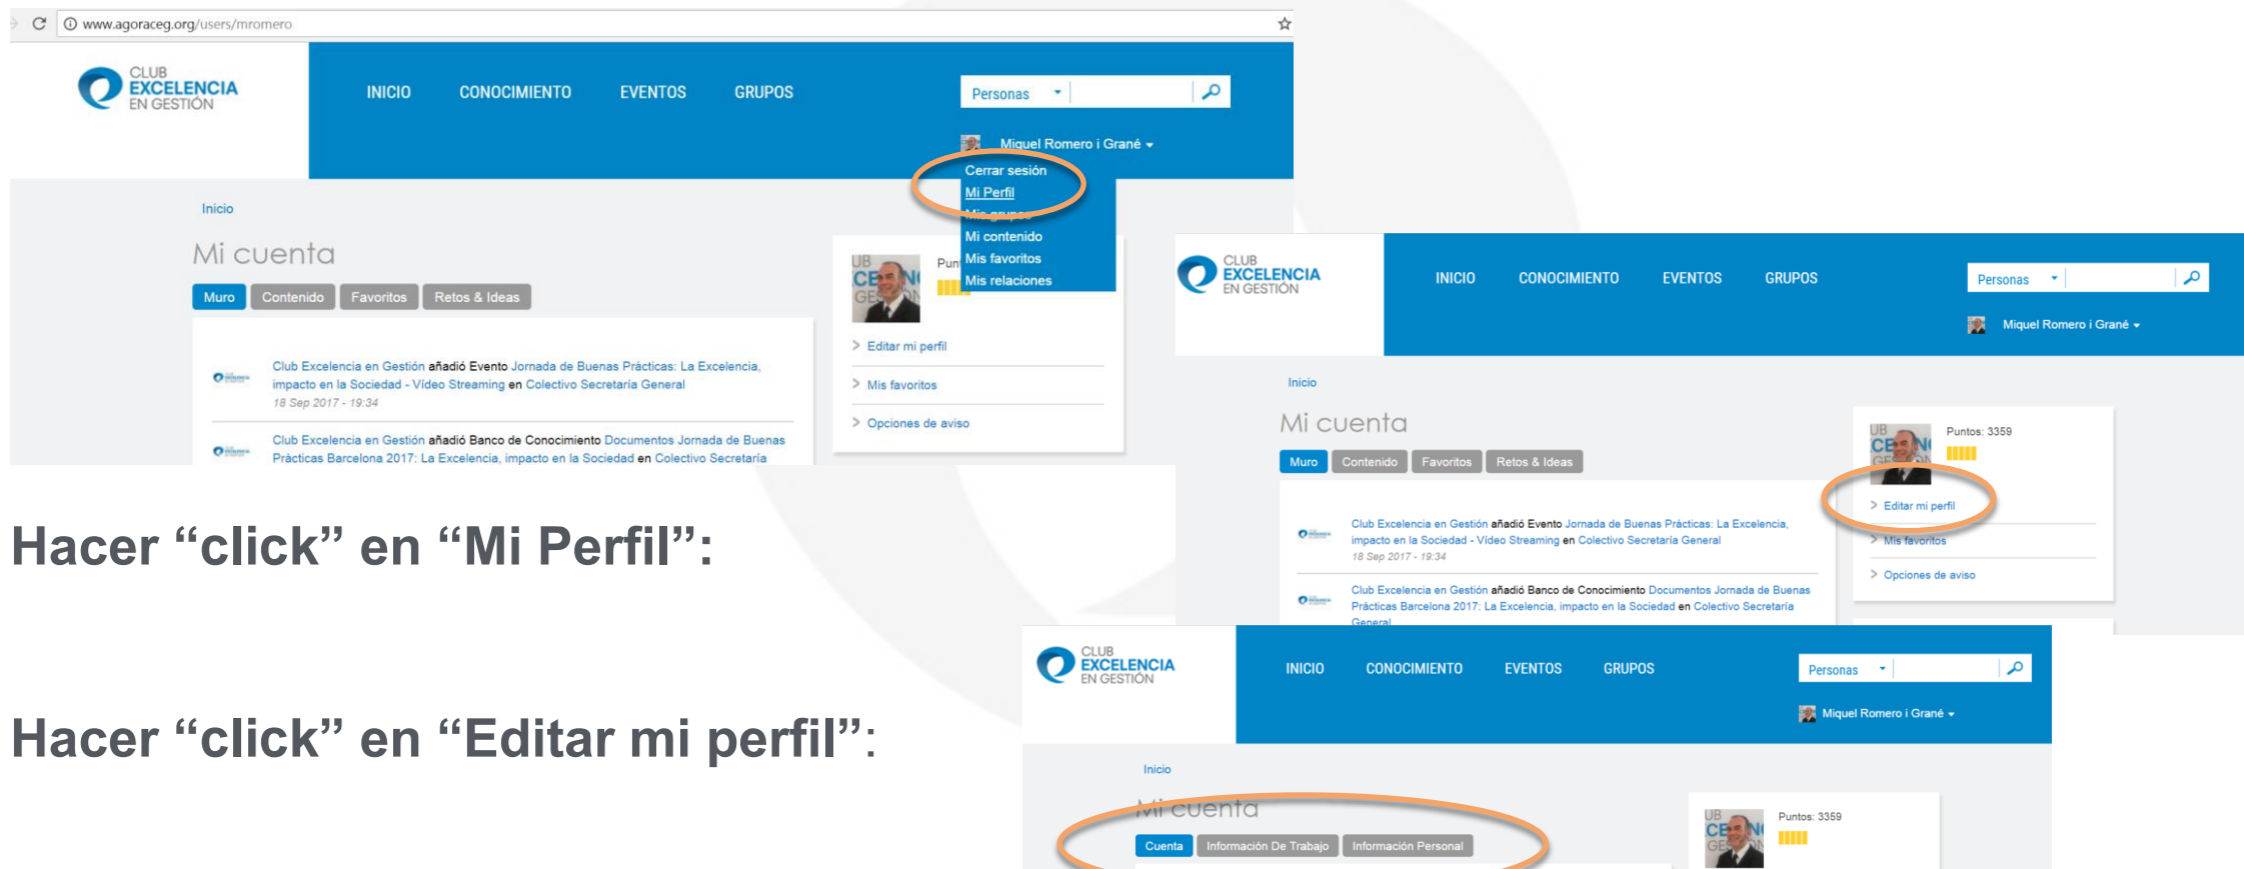 www.agoraceg.org/users/mromero
CLUB
EXCELENCIA
EN GESTIÓN
INICIO CONOCIMIENTO EVENTOS GRUPOS
Personas
Miquel Romero i Grané
Cerrar sesión
Mi Perfil
Mis grupos
Mi contenido
Mis favoritos
Mis relaciones
Inicio
Mi cuenta
Muro Contenido Favoritos Retos & Ideas
Club Excelencia en Gestión añadió Evento Jornada de Buenas Prácticas: La Excelencia,
impacto en la Sociedad - Vídeo Streaming en Colectivo Secretaría General
18 Sep 2017 - 19:34
Club Excelencia en Gestión añadió Banco de Conocimiento Documentos Jornada de Buenas
Prácticas Barcelona 2017: La Excelencia, impacto en la Sociedad en Colectivo Secretaría
Editar mi perfil
Mis favoritos
Opciones de aviso
CLUB
EXCELENCIA
EN GESTIÓN
INICIO CONOCIMIENTO EVENTOS GRUPOS
Personas
Miquel Romero i Grané
Inicio
Mi cuenta
Muro Contenido Favoritos Retos & Ideas
Club Excelencia en Gestión añadió Evento Jornada de Buenas Prácticas: La Excelencia,
impacto en la Sociedad - Vídeo Streaming en Colectivo Secretaría General
18 Sep 2017 - 19:34
Club Excelencia en Gestión añadió Banco de Conocimiento Documentos Jornada de Buenas
Prácticas Barcelona 2017: La Excelencia, impacto en la Sociedad en Colectivo Secretaría
General
Puntos: 3359
Editar mi perfil
Mis favoritos
Opciones de aviso
Hacer “click” en “Mi Perfil”:
Hacer “click” en “Editar mi perfil”:
CLUB
EXCELENCIA
EN GESTIÓN
INICIO CONOCIMIENTO EVENTOS GRUPOS
Personas
Miquel Romero i Grané
Inicio
Mi cuenta
Cuenta Información De Trabajo Información Personal
Puntos: 3359